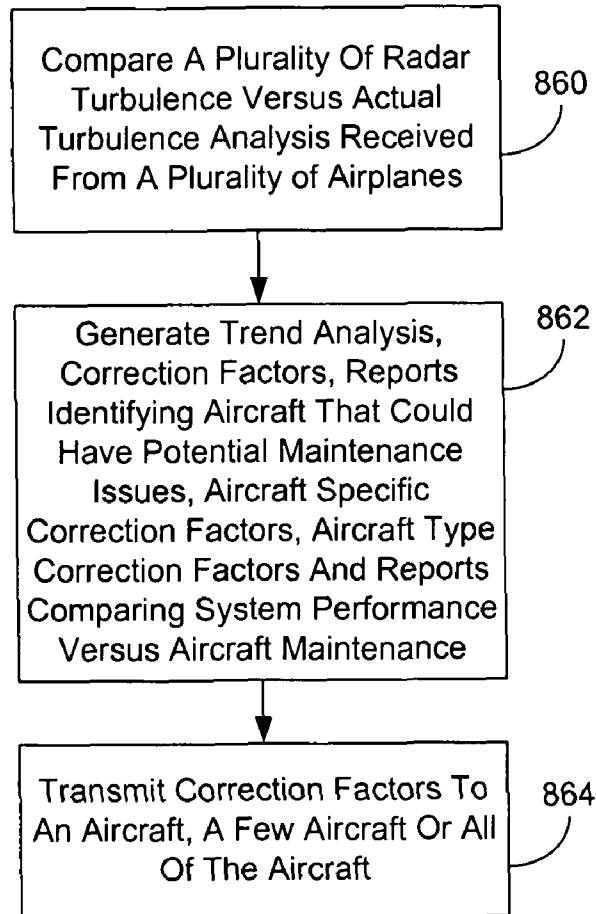 Compare A Plurality Of Radar
Turbulence Versus Actual
Turbulence Analysis Received
From A Plurality of Airplanes
860
Generate Trend Analysis,
Correction Factors, Reports
Identifying Aircraft That Could
Have Potential Maintenance
Issues, Aircraft Specific
Correction Factors, Aircraft Type
Correction Factors And Reports
Comparing System Performance
Versus Aircraft Maintenance
862
Transmit Correction Factors To
An Aircraft, A Few Aircraft Or All
Of The Aircraft
864